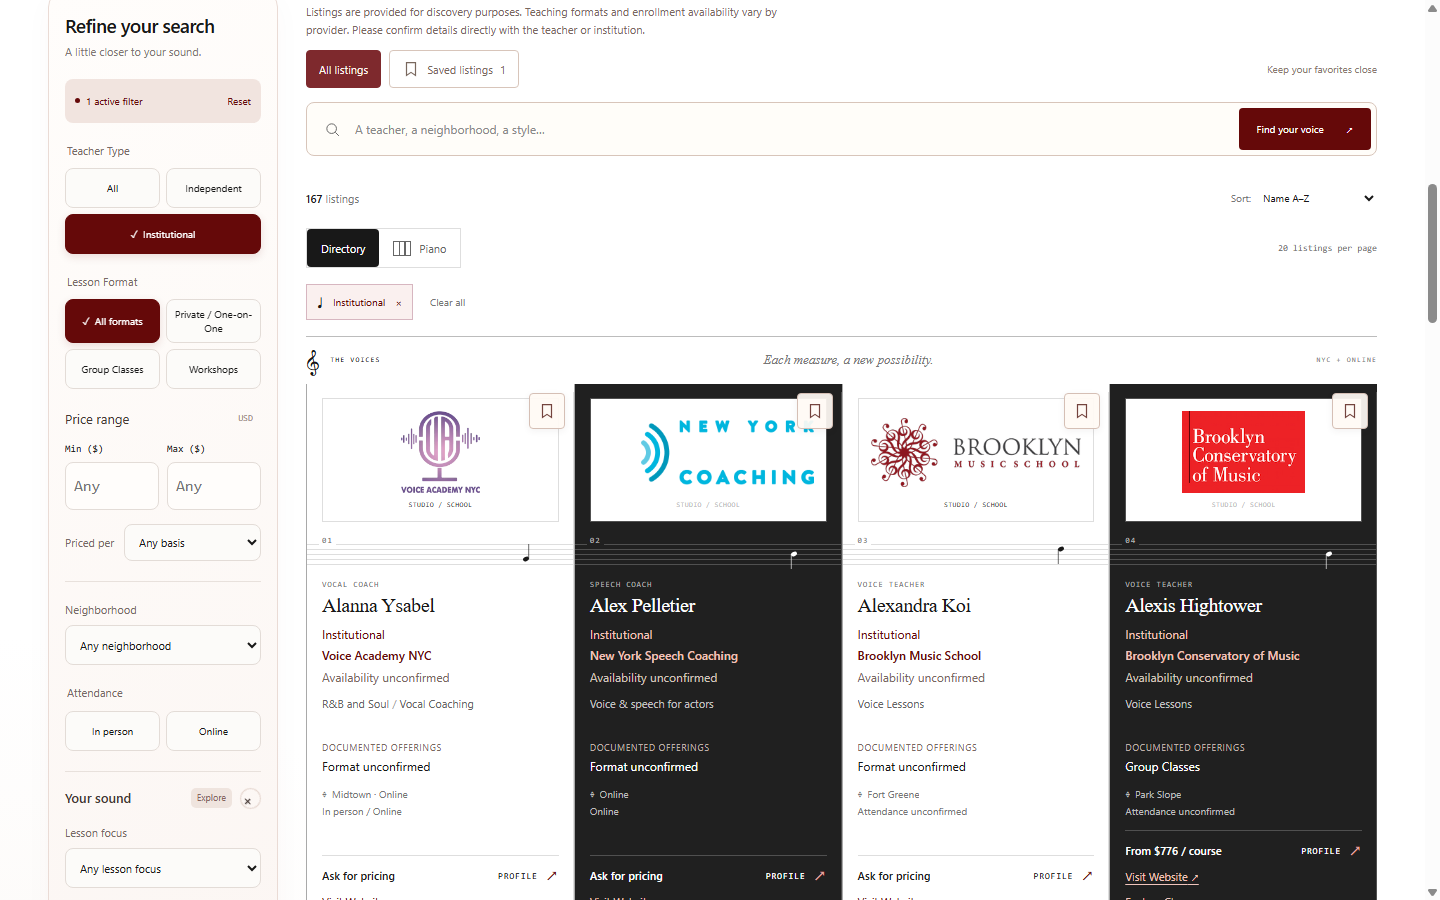 Refine your search
A little closer to your sound.
1 active filter
Reset
Teacher Type
All
Independent
✓ Institutional
Lesson Format
✓ All formats
Private / One-on-
One
Group Classes
Workshops
Price range
USD
Min ($)
Max ($)
Any
Any
Priced per
Any basis
Neighborhood
Any neighborhood
Attendance
In person
Online
Your sound
Explore
×
Lesson focus
Any lesson focus
Listings are provided for discovery purposes. Teaching formats and enrollment availability vary by
provider. Please confirm details directly with the teacher or institution.
All listings
Saved listings 1
Keep your favorites close
A teacher, a neighborhood, a style...
Find your voice ↗
167 listings
Sort: Name A–Z
Directory
Piano
20 listings per page
Institutional ×
Clear all
THE VOICES
Each measure, a new possibility.
NYC + ONLINE
VOICE ACADEMY NYC
STUDIO / SCHOOL
01
VOCAL COACH
Alanna Ysabel
Institutional
Voice Academy NYC
Availability unconfirmed
R&B and Soul / Vocal Coaching
DOCUMENTED OFFERINGS
Format unconfirmed
Midtown · Online
In person / Online
Ask for pricing
PROFILE ↗
NEW YORK
COACHING
STUDIO / SCHOOL
02
SPEECH COACH
Alex Pelletier
Institutional
New York Speech Coaching
Availability unconfirmed
Voice & speech for actors
DOCUMENTED OFFERINGS
Format unconfirmed
Online
Online
Ask for pricing
PROFILE ↗
BROOKLYN
MUSIC SCHOOL
STUDIO / SCHOOL
03
VOICE TEACHER
Alexandra Koi
Institutional
Brooklyn Music School
Availability unconfirmed
Voice Lessons
DOCUMENTED OFFERINGS
Format unconfirmed
Fort Greene
Attendance unconfirmed
Ask for pricing
PROFILE ↗
Brooklyn
Conservatory
of Music
STUDIO / SCHOOL
04
VOICE TEACHER
Alexis Hightower
Institutional
Brooklyn Conservatory of Music
Availability unconfirmed
Voice Lessons
DOCUMENTED OFFERINGS
Group Classes
Park Slope
Attendance unconfirmed
From $776 / course
PROFILE ↗
Visit Website ↗